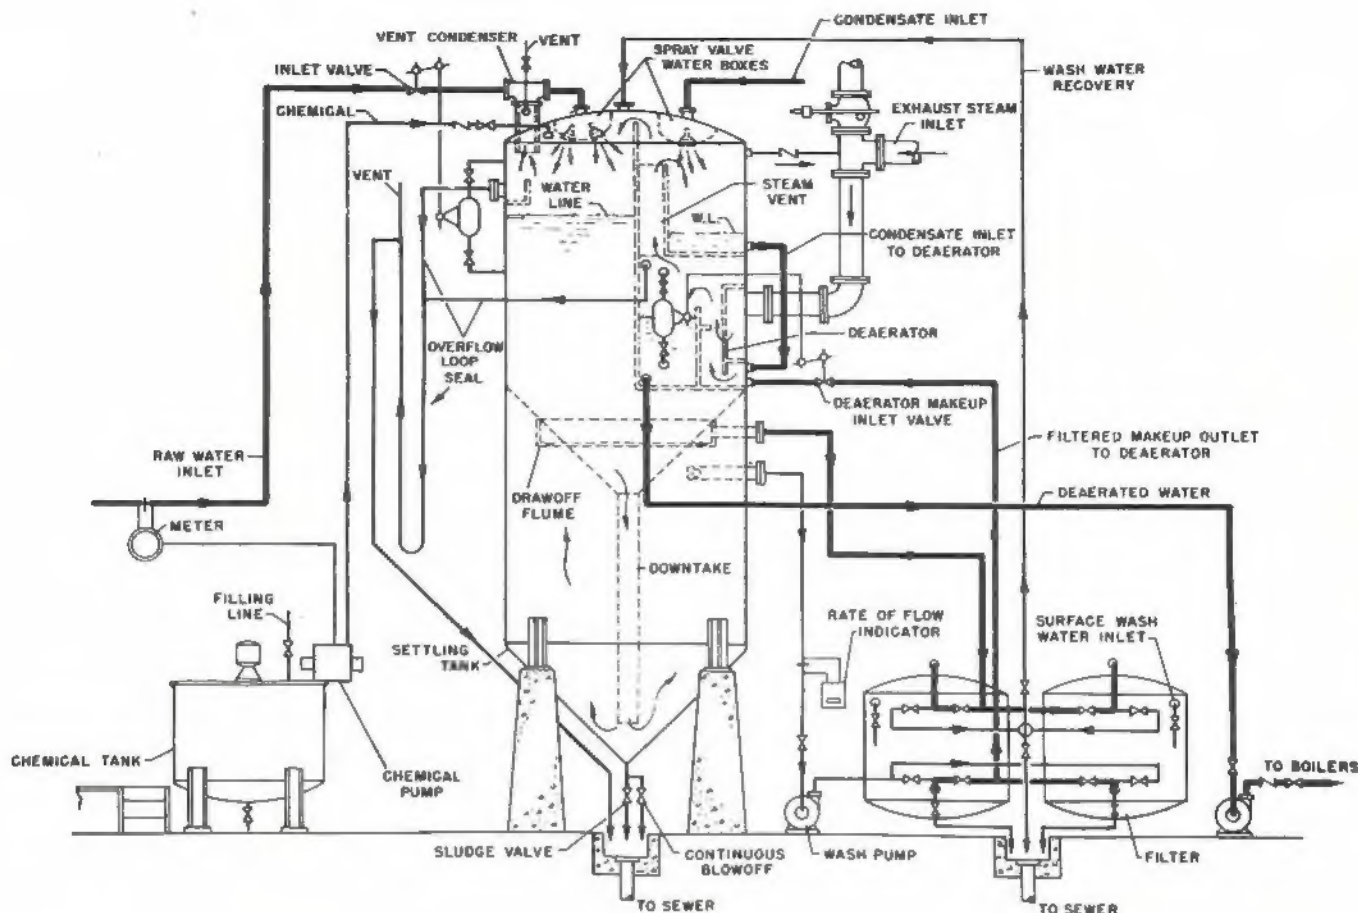 CONDENSATE INLET
VENT CONDENSER
VENT
SPRAY VALVE
WATER BOXES
INLET VALVE
WASH WATER
RECOVERY
EXHAUST STEAM
INLET
CHEMICAL
VENT
WATER
LINE
STEAM
VENT
W.L.
CONDENSATE INLET
TO DEAERATOR
DEAERATOR
OVERFLOW
LOOP
SEAL
DEAERATOR MAKEUP
INLET VALVE
RAW WATER
INLET
FILTERED MAKEUP OUTLET
TO DEAERATOR
DRAWOFF
FLUME
DEAERATED WATER
METER
DOWNTAKE
FILLING
LINE
RATE OF FLOW
INDICATOR
SURFACE WASH
WATER INLET
SETTLING
TANK
CHEMICAL TANK
CHEMICAL
PUMP
TO BOILERS
SLUDGE VALVE
CONTINUOUS
BLOWOFF
WASH PUMP
FILTER
TO SEWER
TO SEWER